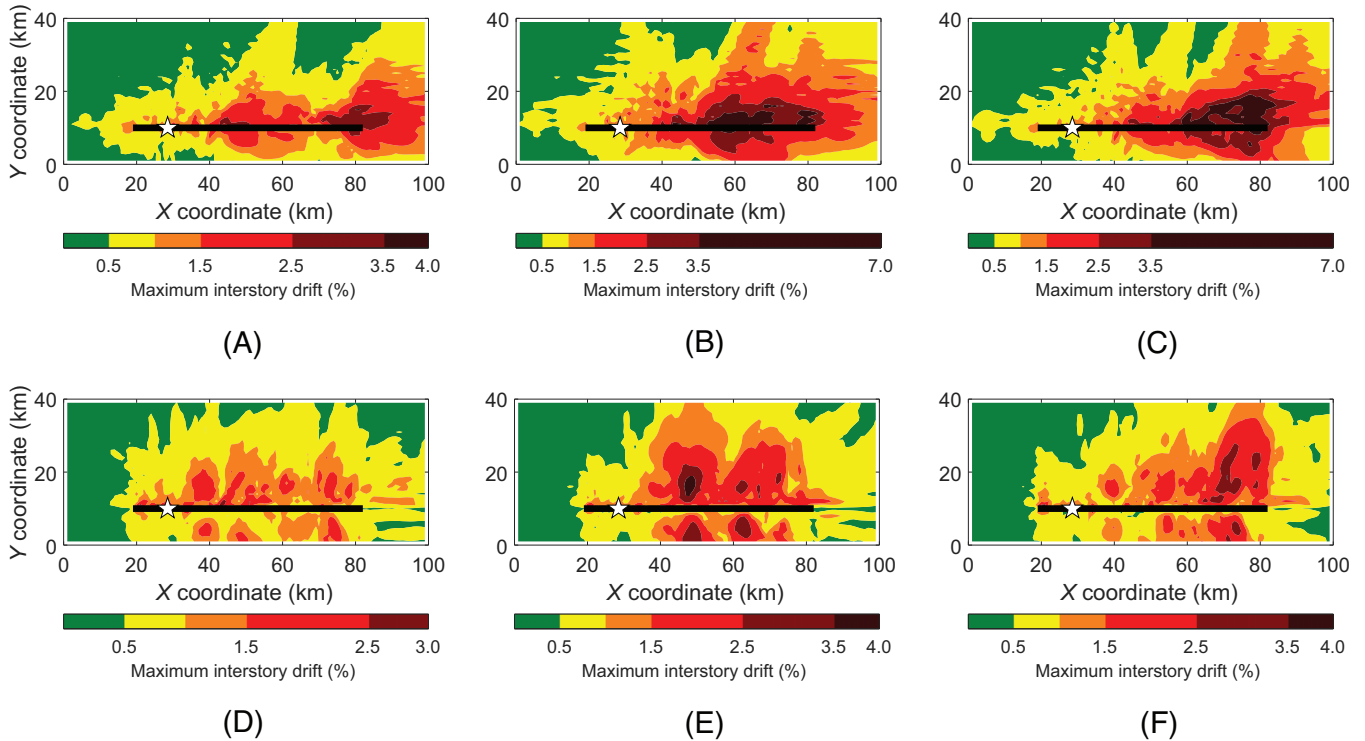 40
20
0
Y coordinate (km)
0 20 40 60 80 100
X coordinate (km)
0.5 1.5 2.5 3.5 4.0
Maximum interstory drift (%)
(A)
40
20
0
0 20 40 60 80 100
X coordinate (km)
0.5 1.5 2.5 3.5 7.0
Maximum interstory drift (%)
(B)
40
20
0
0 20 40 60 80 100
X coordinate (km)
0.5 1.5 2.5 3.5 7.0
Maximum interstory drift (%)
(C)
40
20
0
Y coordinate (km)
0 20 40 60 80 100
X coordinate (km)
0.5 1.5 2.5 3.0
Maximum interstory drift (%)
(D)
40
20
0
0 20 40 60 80 100
X coordinate (km)
0.5 1.5 2.5 3.5 4.0
Maximum interstory drift (%)
(E)
40
20
0
0 20 40 60 80 100
X coordinate (km)
0.5 1.5 2.5 3.5 4.0
Maximum interstory drift (%)
(F)